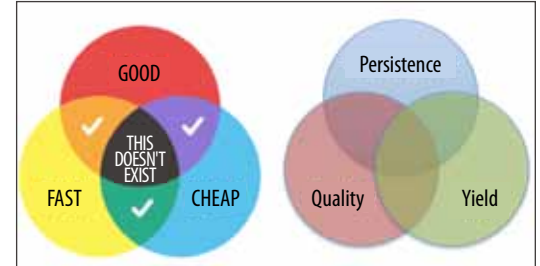 GOOD
THIS
DOESN'T
EXIST
FAST
CHEAP
Persistence
Quality
Yield